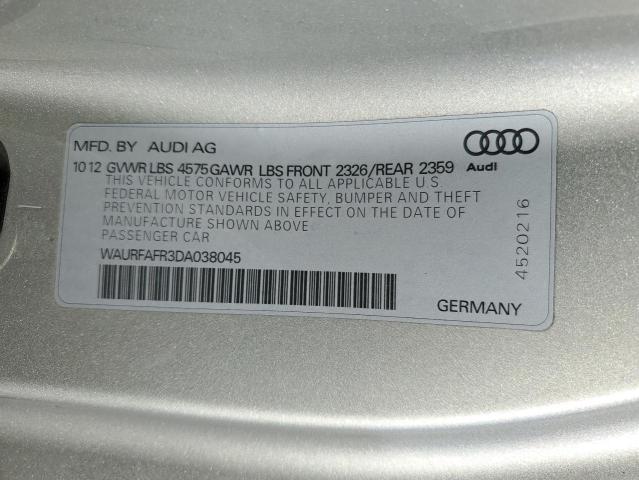 MFD. BY AUDI AG
10 12 GVWR LBS 4575 GAWR LBS FRONT 2326/REAR 2359
THIS VEHICLE CONFORMS TO ALL APPLICABLE U.S.
FEDERAL MOTOR VEHICLE SAFETY, BUMPER AND THEFT
PREVENTION STANDARDS IN EFFECT ON THE DATE OF
MANUFACTURE SHOWN ABOVE
PASSENGER CAR
WAURFAFR3DA038045
GERMANY
Audi
4520216